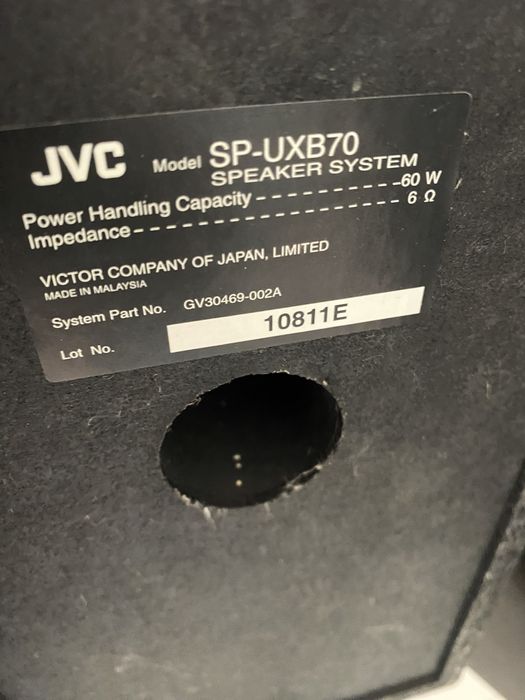 JVC Model SP-UXB70
SPEAKER SYSTEM
Power Handling Capacity - - - - - - - - - - - - 60 W
Impedance - - - - - - - - - - - - - - - - - - - - - - 6 Ω
VICTOR COMPANY OF JAPAN, LIMITED
MADE IN MALAYSIA
System Part No. GV30469-002A
Lot No. 10811E